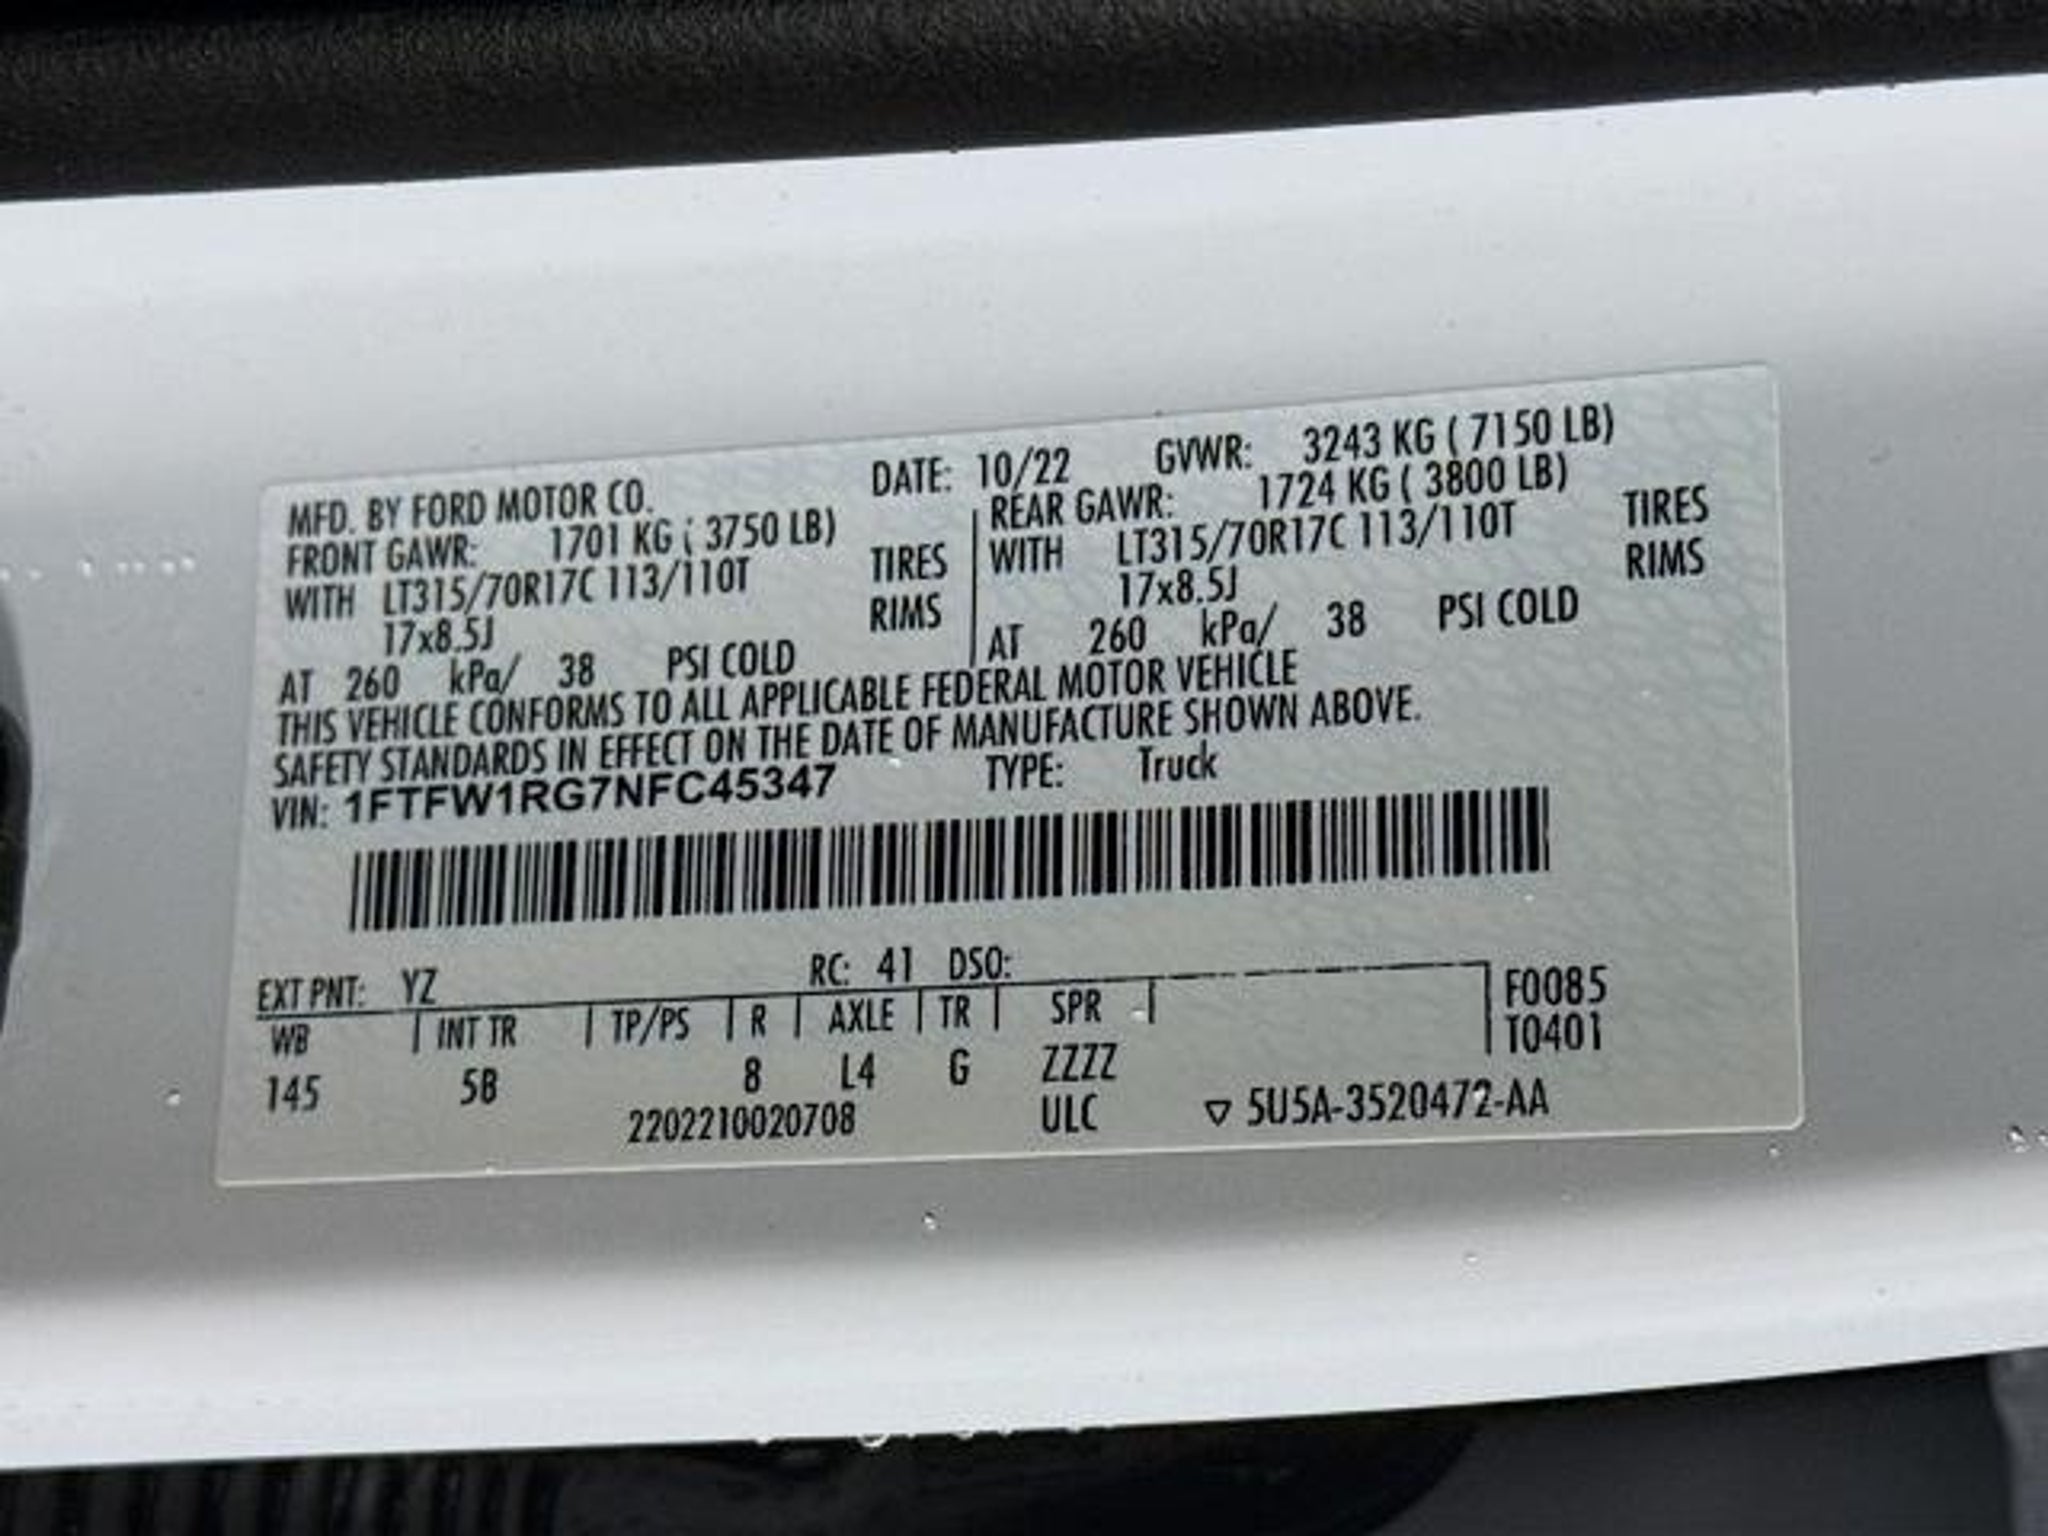 MFD. BY FORD MOTOR CO. DATE: 10/22 GVWR: 3243 KG ( 7150 LB)
FRONT GAWR: 1701 KG ( 3750 LB) REAR GAWR: 1724 KG ( 3800 LB)
WITH LT315/70R17C 113/110T TIRES WITH LT315/70R17C 113/110T TIRES
17x8.5J RIMS 17x8.5J RIMS
AT 260 kPa/ 38 PSI COLD AT 260 kPa/ 38 PSI COLD
THIS VEHICLE CONFORMS TO ALL APPLICABLE FEDERAL MOTOR VEHICLE
SAFETY STANDARDS IN EFFECT ON THE DATE OF MANUFACTURE SHOWN ABOVE.
VIN: 1FTFW1RG7NFC45347 TYPE: Truck
EXT PNT: YZ RC: 41 DSO:
WB INT TR TP/PS R AXLE TR SPR F0085
T0401
145 5B 8 L4 G ZZZZ
2202210020708 ULC ▽ 5U5A-3520472-AA